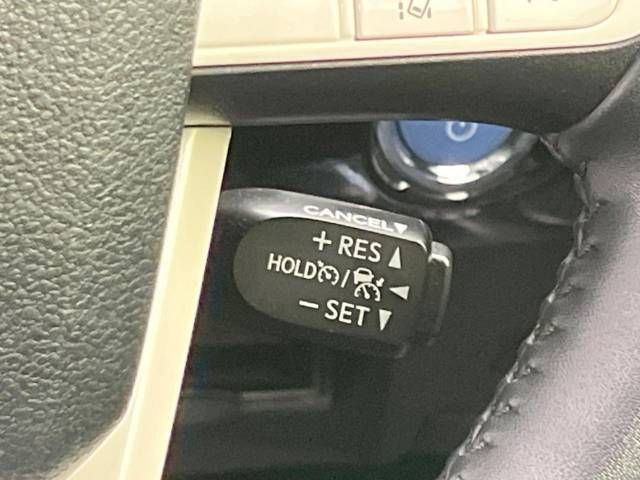 CANCEL▼
+ RES ▲
HOLD / ◄
− SET ▼